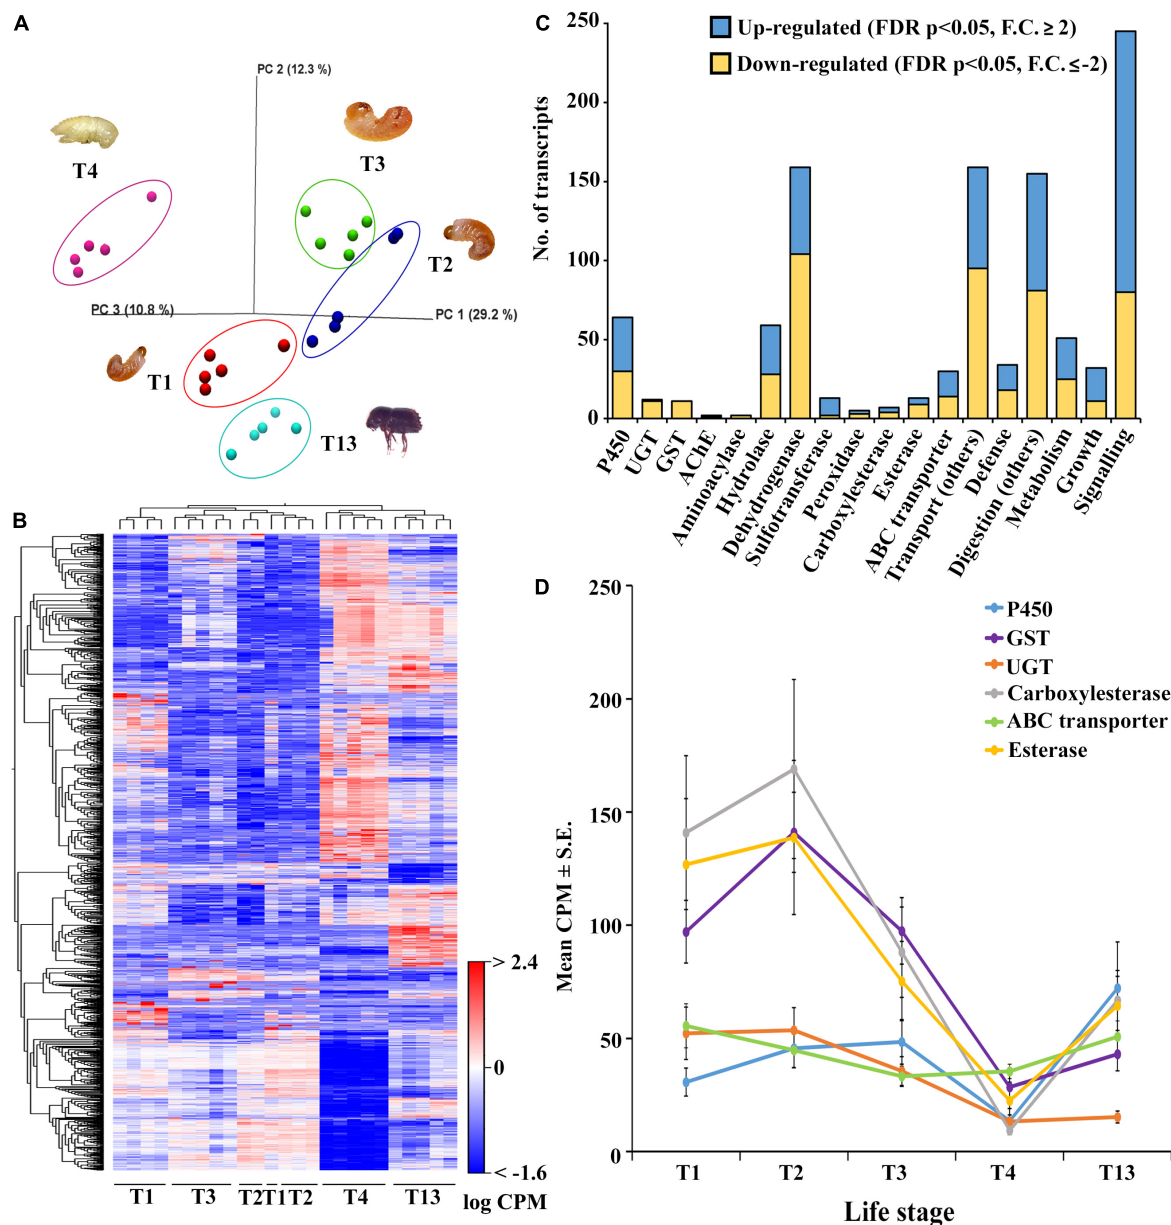 A
PC 2 (12.3 %)
T4
T3
T2
PC 3 (10.8 %)
PC 1 (29.2 %)
T1
T13
B
T1
T3
T2
T1
T2
T4
T13
> 2.4
0
< -1.6
log CPM
C
Up-regulated (FDR p<0.05, F.C. ≥ 2)
Down-regulated (FDR p<0.05, F.C. ≤-2)
No. of transcripts
250
200
150
100
50
0
P450
UGT
GST
AChE
Aminoacylase
Hydrolase
Dehydrogenase
Sulfotransferase
Peroxidase
Carboxylesterase
Esterase
ABC transporter
Transport (others)
Defense
Digestion (others)
Metabolism
Growth
Signalling
D
P450
GST
UGT
Carboxylesterase
ABC transporter
Esterase
Mean CPM ± S.E.
250
200
150
100
50
0
T1
T2
T3
T4
T13
Life stage